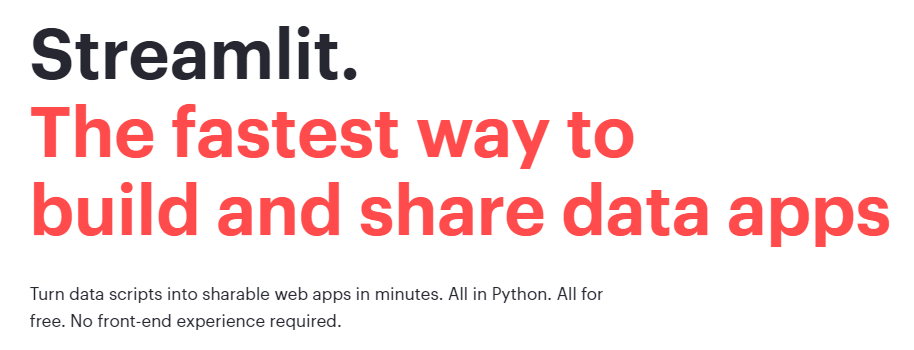 Streamlit.
The fastest way to
build and share data apps
Turn data scripts into sharable web apps in minutes. All in Python. All for
free. No front-end experience required.